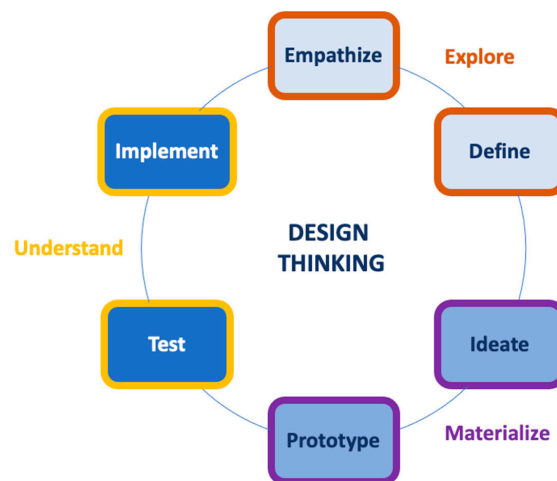 Empathize
Explore
Define
Implement
DESIGN
THINKING
Understand
Test
Ideate
Prototype
Materialize